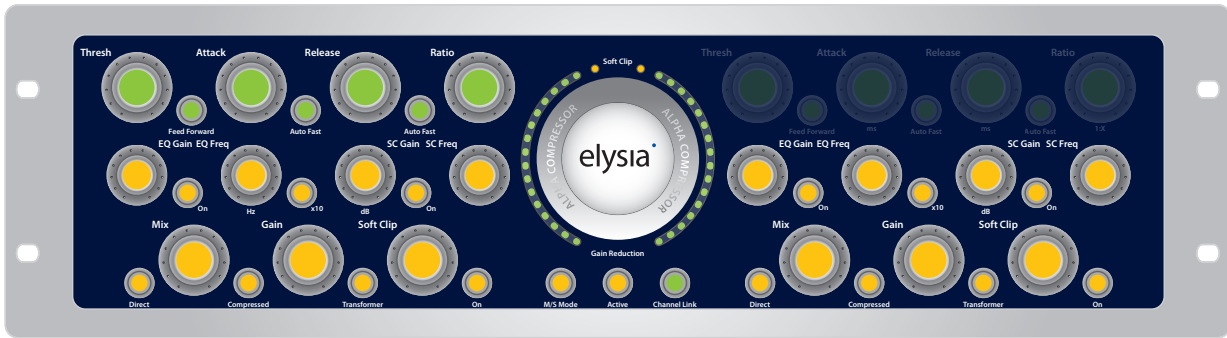 Thresh Attack Release Ratio
Soft Clip
Thresh Attack Release Ratio
Feed Forward Auto Fast Auto Fast
Feed Forward ms Auto Fast ms Auto Fast 1:X
EQ Gain EQ Freq SC Gain SC Freq
ALPHA COMPRESSOR
ALPHA COMPRESSOR
elysia
EQ Gain EQ Freq SC Gain SC Freq
On Hz x10 dB On
On x10 dB On
Mix Gain Soft Clip
Gain Reduction
Mix Gain Soft Clip
Direct Compressed Transformer On
M/S Mode Active Channel Link
Direct Compressed Transformer On